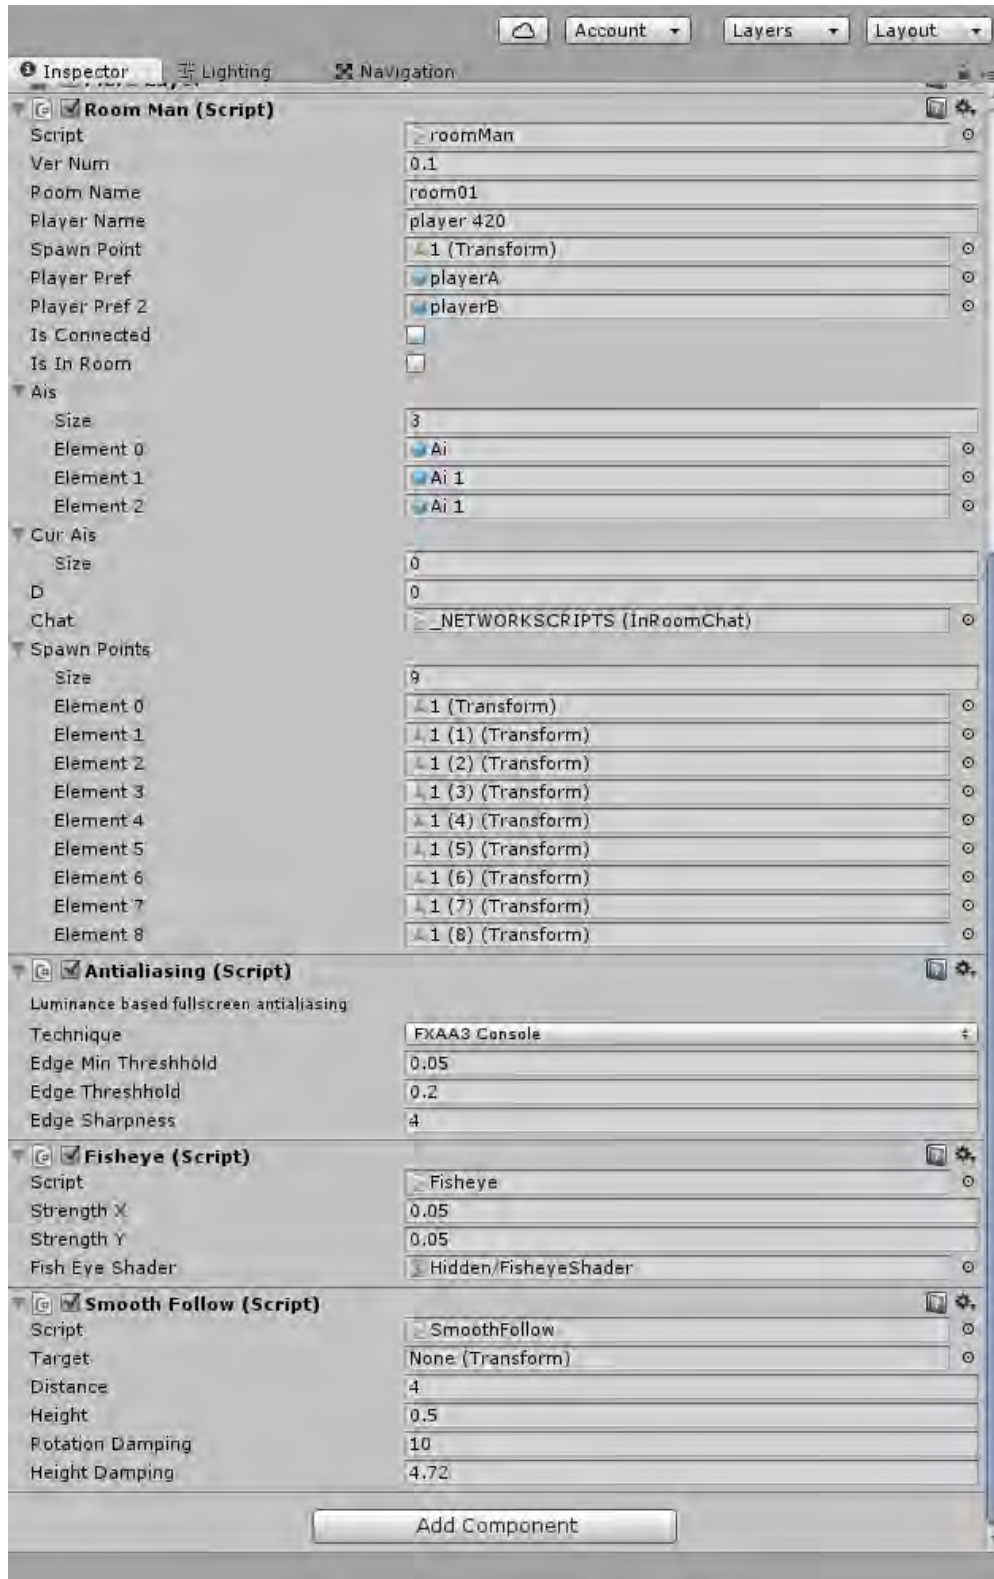 Account Layers Layout
Inspector Lighting Navigation
Room Man (Script)
Script roomMan
Ver Num 0.1
Room Name room01
Player Name player 420
Spawn Point 1 (Transform)
Player Pref playerA
Player Pref 2 playerB
Is Connected
Is In Room
Ais
Size 3
Element 0 Ai
Element 1 Ai 1
Element 2 Ai 1
Cur Ais
Size 0
D 0
Chat _NETWORKSCRIPTS (InRoomChat)
Spawn Points
Size 9
Element 0 1 (Transform)
Element 1 1 (1) (Transform)
Element 2 1 (2) (Transform)
Element 3 1 (3) (Transform)
Element 4 1 (4) (Transform)
Element 5 1 (5) (Transform)
Element 6 1 (6) (Transform)
Element 7 1 (7) (Transform)
Element 8 1 (8) (Transform)
Antialiasing (Script)
Luminance based fullscreen antialiasing
Technique FXAA3 Console
Edge Min Threshhold 0.05
Edge Threshhold 0.2
Edge Sharpness 4
Fisheye (Script)
Script Fisheye
Strength X 0.05
Strength Y 0.05
Fish Eye Shader Hidden/FisheyeShader
Smooth Follow (Script)
Script SmoothFollow
Target None (Transform)
Distance 4
Height 0.5
Rotation Damping 10
Height Damping 4.72
Add Component